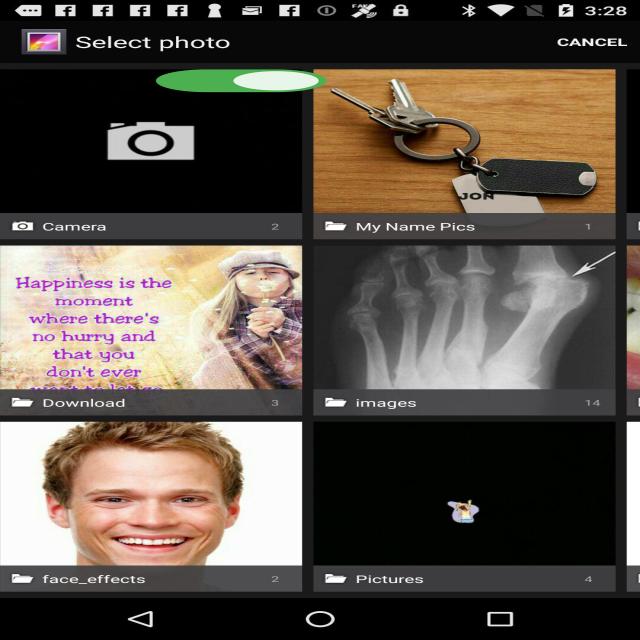 3:28
Select photo
CANCEL
JON
Camera 2
My Name Pics 1
Happiness is the
moment
where there's
no hurry and
that you
don't ever
Download 3
images 14
face_effects 2
Pictures 4